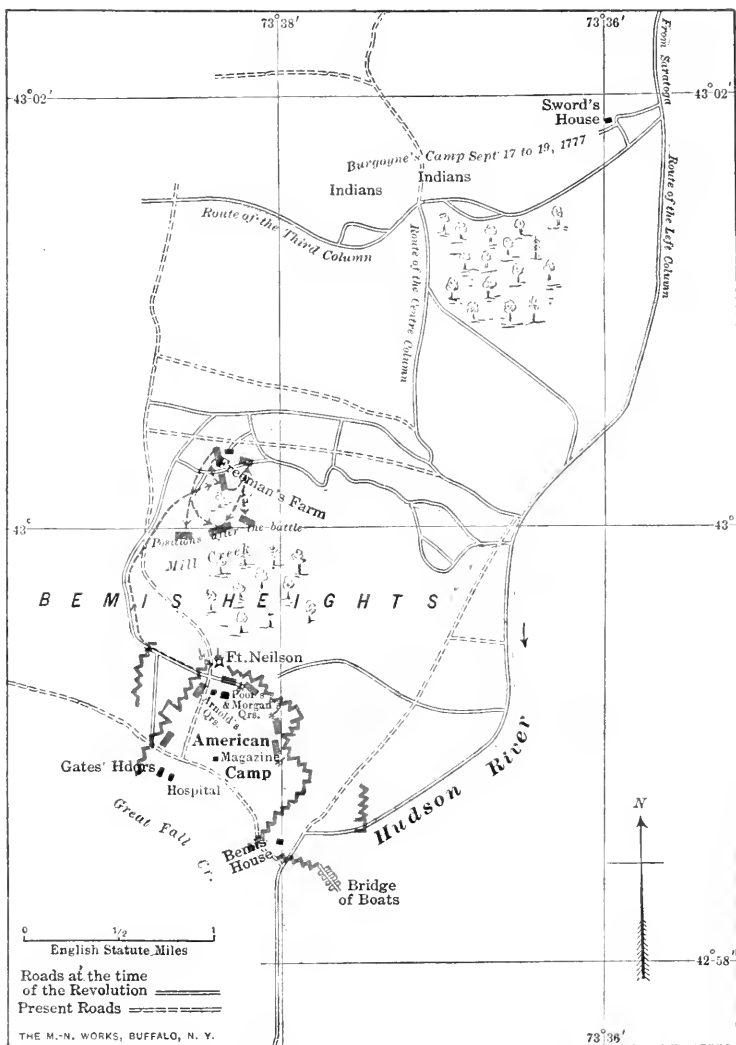 73° 38'
73° 36'
From Saratoga
43° 02'
43° 02'
Sword's
House
Burgoyne's Camp Sept 17 to 19, 1777
Indians
Indians
Route of the Third Column
Route of the Centre Column
Route of the Left Column
Freeman's Farm
43°
43°
Positions after the battle
Mill Creek
BEMIS HEIGHTS
Ft. Neilson
Poor's
& Morgan's
Qrs.
Arnold's
Qrs.
American
Magazine
Camp
Gates' Hdqrs
Hospital
Great Fall Cr.
Hudson River
Bemis
House
Bridge
of Boats
N
0 1/2 1
English Statute Miles
42°58'
Roads at the time
of the Revolution
Present Roads
THE M.-N. WORKS, BUFFALO, N. Y.
73° 36'